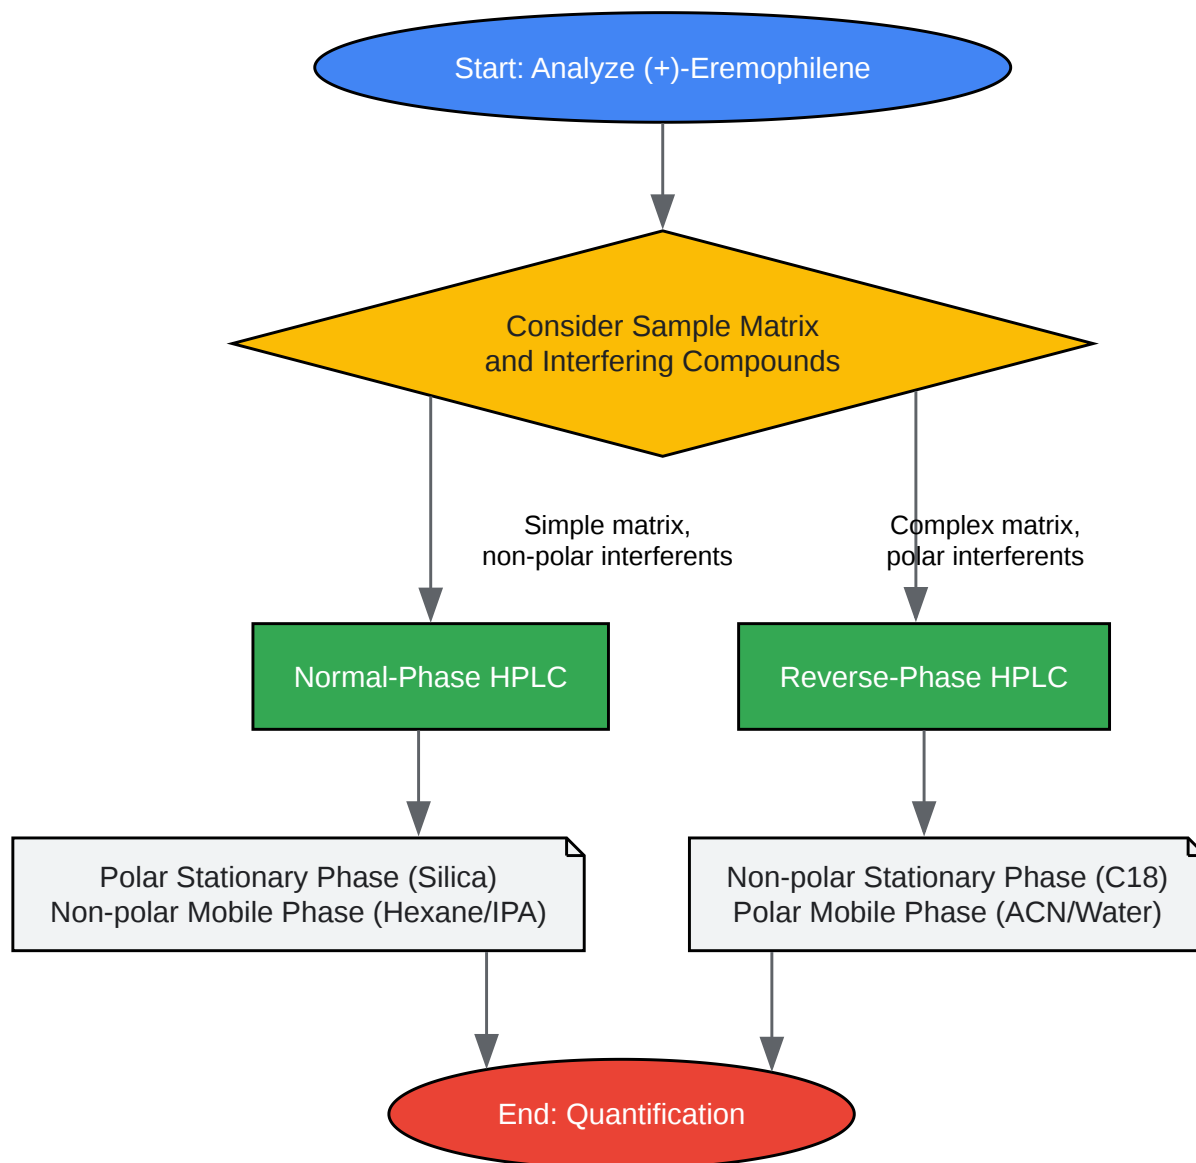 Start: Analyze (+)-Eremophilene
Consider Sample Matrix
and Interfering Compounds
Simple matrix,
non-polar interferents
Complex matrix,
polar interferents
Normal-Phase HPLC
Reverse-Phase HPLC
Polar Stationary Phase (Silica)
Non-polar Mobile Phase (Hexane/IPA)
Non-polar Stationary Phase (C18)
Polar Mobile Phase (ACN/Water)
End: Quantification